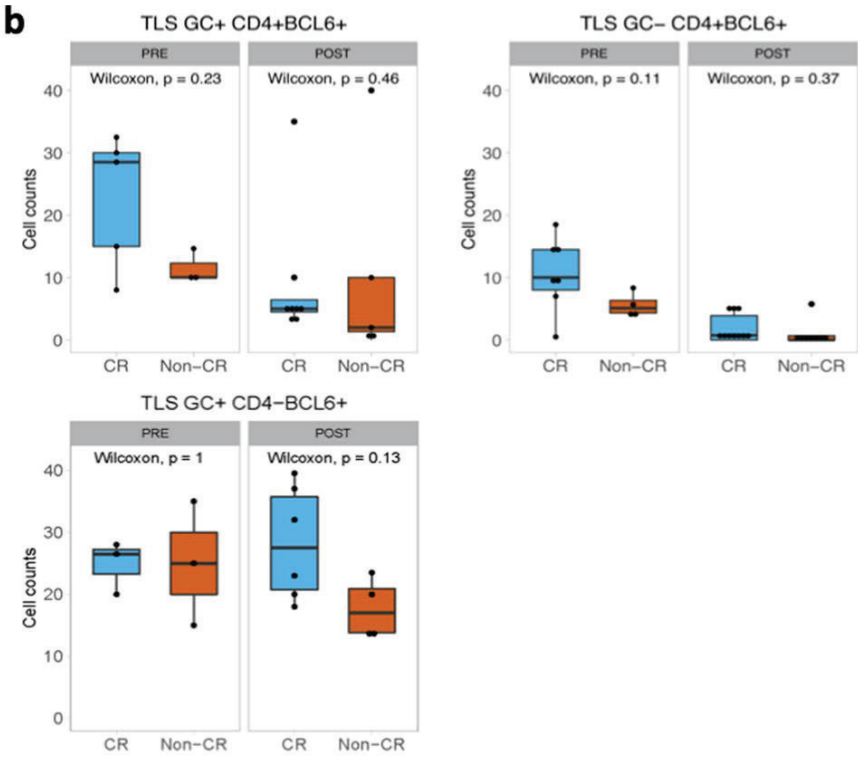 b
TLS GC+ CD4+BCL6+
PRE
POST
Wilcoxon, p = 0.23
Wilcoxon, p = 0.46
Cell counts
40
30
20
10
0
CR
Non−CR
CR
Non−CR
TLS GC− CD4+BCL6+
PRE
POST
Wilcoxon, p = 0.11
Wilcoxon, p = 0.37
Cell counts
40
30
20
10
0
CR
Non−CR
CR
Non−CR
TLS GC+ CD4−BCL6+
PRE
POST
Wilcoxon, p = 1
Wilcoxon, p = 0.13
Cell counts
40
30
20
10
0
CR
Non−CR
CR
Non−CR